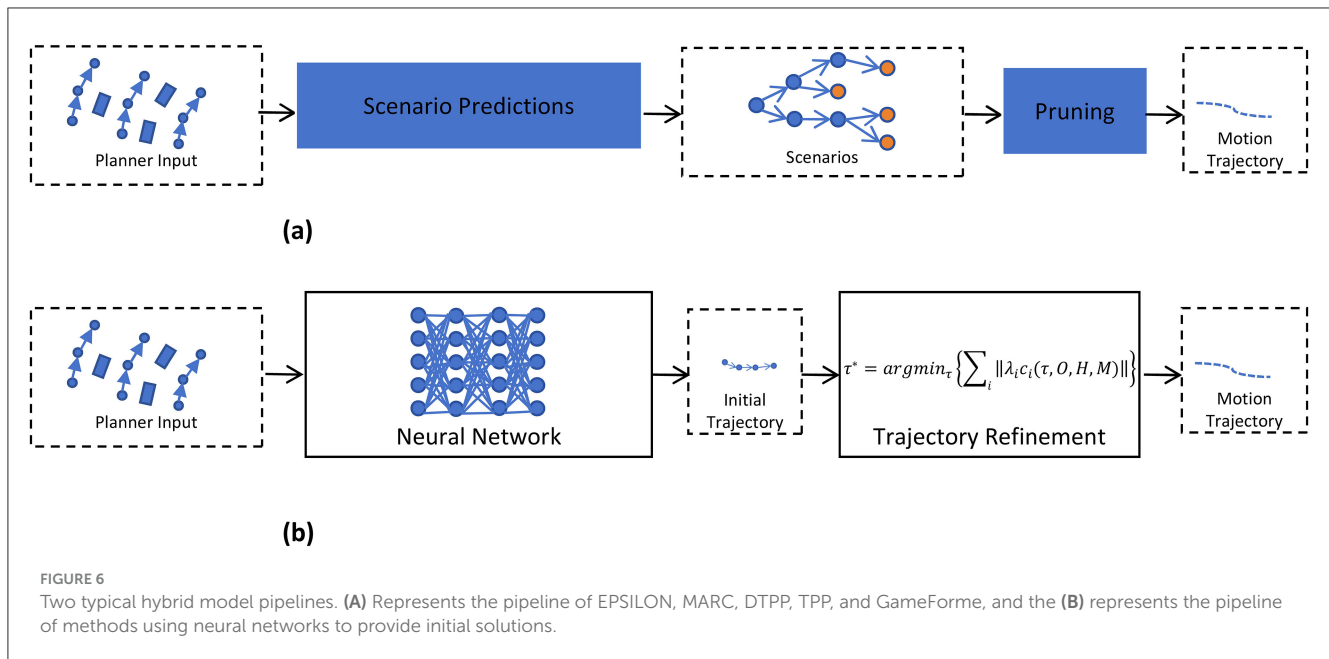 Planner Input
Scenario Predictions
Scenarios
Pruning
Motion
Trajectory
(a)
Planner Input
Neural Network
Initial
Trajectory
τ* = argmin_τ{∑_i ‖λ_i c_i(τ, O, H, M)‖}
Trajectory Refinement
Motion
Trajectory
(b)
FIGURE 6
Two typical hybrid model pipelines. (A) Represents the pipeline of EPSILON, MARC, DTPP, TPP, and GameForme, and the (B) represents the pipeline
of methods using neural networks to provide initial solutions.